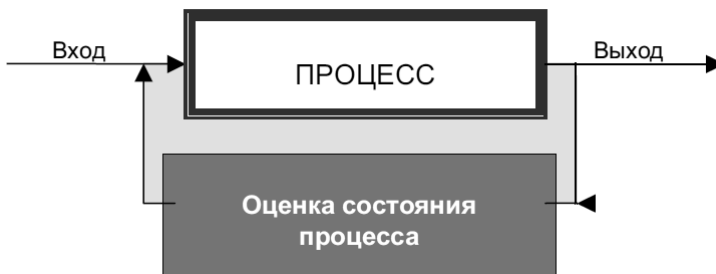 Вход
Выход
ПРОЦЕСС
Оценка состояния
процесса